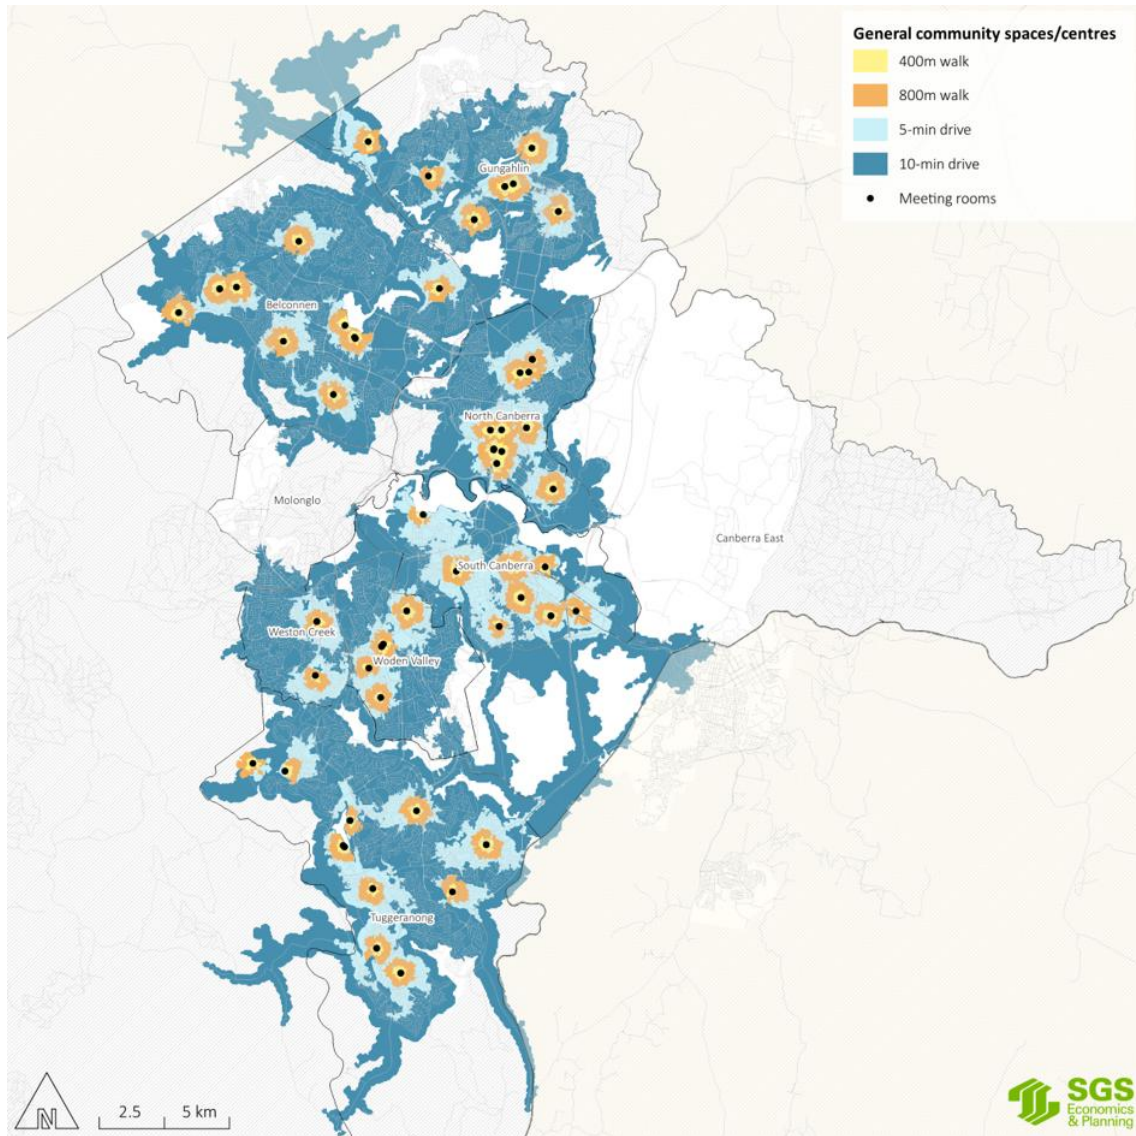 General community spaces/centres
400m walk
800m walk
5-min drive
10-min drive
Meeting rooms
Gungahlin
Belconnen
North Canberra
Molonglo
Canberra East
South Canberra
Weston Creek
Woden Valley
Tuggeranong
N
2.5 5 km
SGS
Economics
& Planning